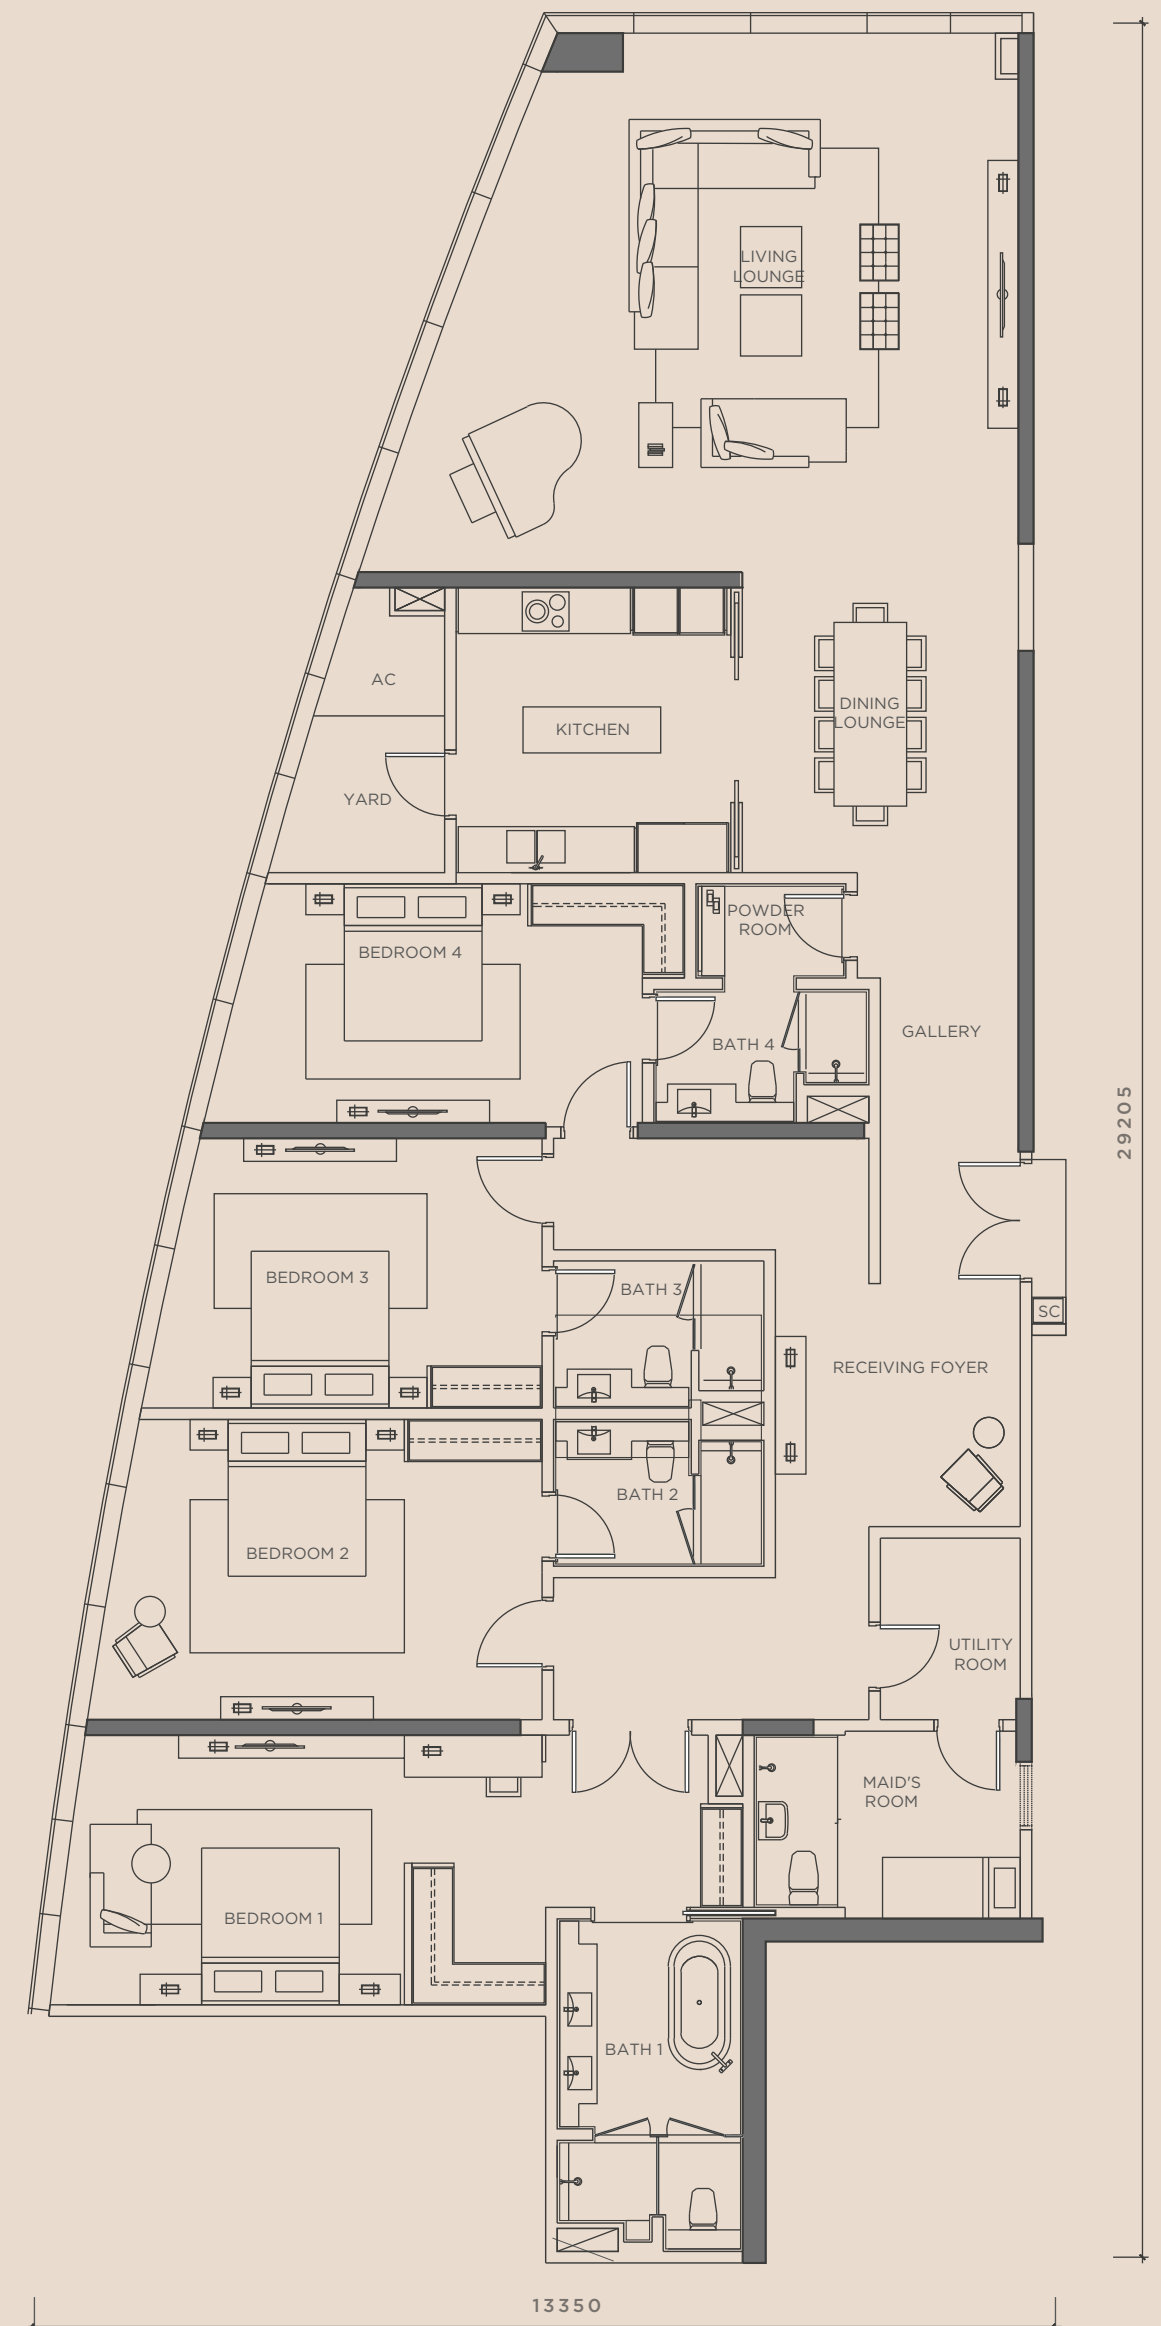 LIVING
LOUNGE
AC
KITCHEN
DINING
LOUNGE
YARD
POWDER
ROOM
BEDROOM 4
GALLERY
BATH 4
29205
BEDROOM 3
BATH 3
SC
RECEIVING FOYER
BATH 2
BEDROOM 2
UTILITY
ROOM
MAID'S
ROOM
BEDROOM 1
BATH 1
13350